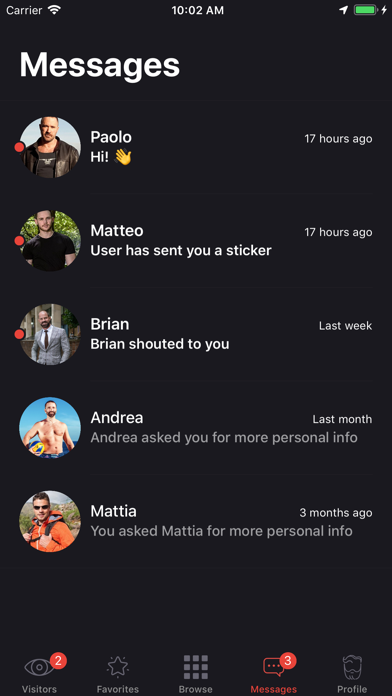 Carrier 10:02 AM
Messages
Paolo 17 hours ago
Hi! 👋
Matteo 17 hours ago
User has sent you a sticker
Brian Last week
Brian shouted to you
Andrea Last month
Andrea asked you for more personal info
Mattia 3 months ago
You asked Mattia for more personal info
2 3
Visitors Favorites Browse Messages Profile